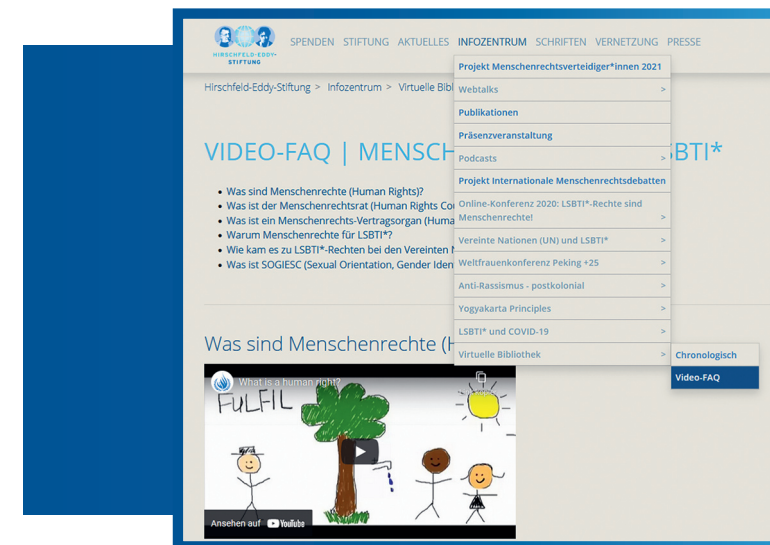 HIRSCHFELD-EDDY-
STIFTUNG
SPENDEN STIFTUNG AKTUELLES INFOZENTRUM SCHRIFTEN VERNETZUNG PRESSE
Projekt Menschenrechtsverteidiger*innen 2021
Webtalks >
Publikationen
Präsenzveranstaltung
Podcasts >
Projekt Internationale Menschenrechtsdebatten
Online-Konferenz 2020: LSBTI*-Rechte sind
Menschenrechte! >
Vereinte Nationen (UN) und LSBTI* >
Weltfrauenkonferenz Peking +25 >
Anti-Rassismus - postkolonial >
Yogyakarta Principles >
LSBTI* und COVID-19 >
Virtuelle Bibliothek >
Chronologisch
Video-FAQ
Hirschfeld-Eddy-Stiftung > Infozentrum > Virtuelle Bibl
VIDEO-FAQ | MENSCH SBTI*
Was sind Menschenrechte (Human Rights)?
Was ist der Menschenrechtsrat (Human Rights Cou
Was ist ein Menschenrechts-Vertragsorgan (Huma
Warum Menschenrechte für LSBTI*?
Wie kam es zu LSBTI*-Rechten bei den Vereinten N
Was ist SOGIESC (Sexual Orientation, Gender Iden
Was sind Menschenrechte (H
What is a human right?
FULFIL
Ansehen auf YouTube